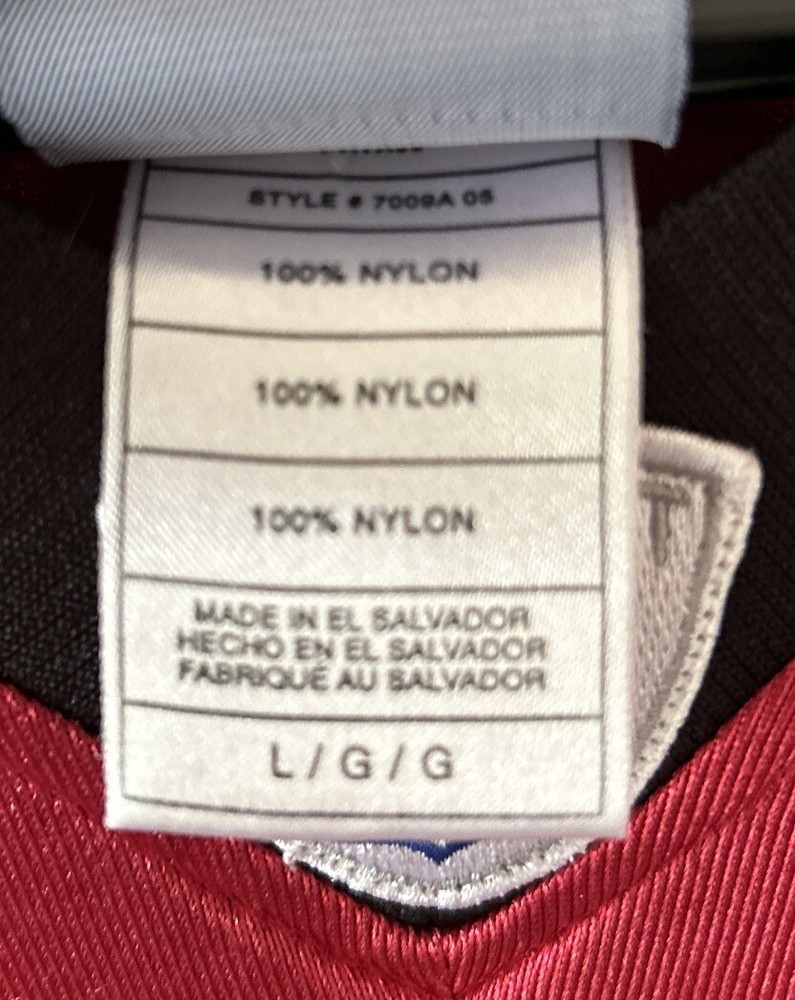 STYLE # 7009A 05
100% NYLON
100% NYLON
100% NYLON
MADE IN EL SALVADOR
HECHO EN EL SALVADOR
FABRIQUÉ AU SALVADOR
L / G / G
T